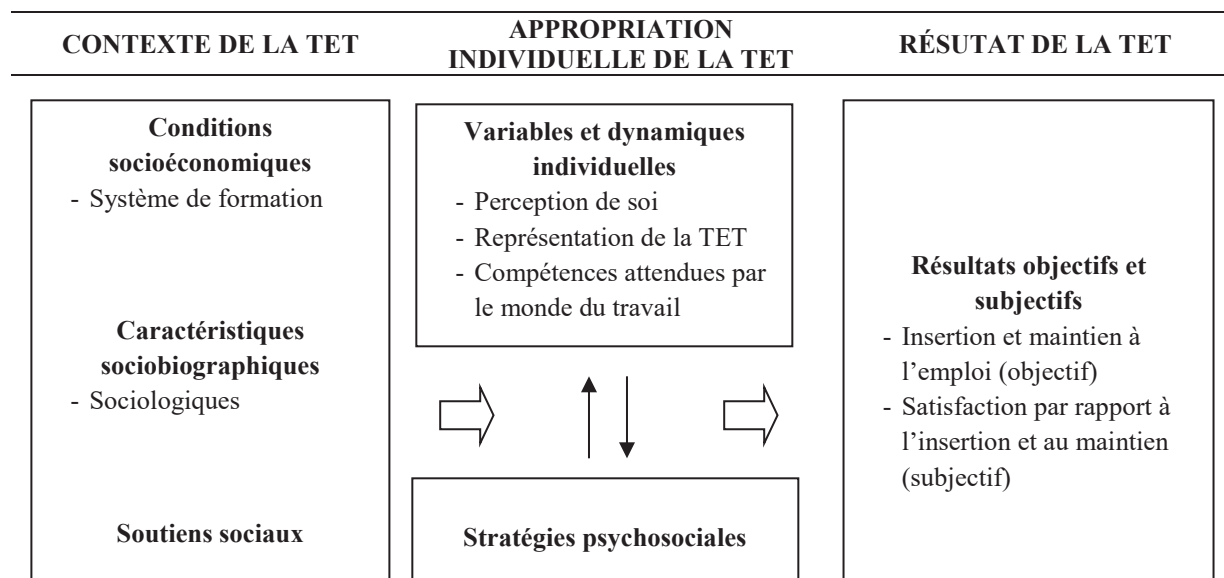 CONTEXTE DE LA TET
APPROPRIATION
INDIVIDUELLE DE LA TET
RÉSUTAT DE LA TET
Conditions
socioéconomiques
- Système de formation
Caractéristiques
sociobiographiques
- Sociologiques
Soutiens sociaux
Variables et dynamiques
individuelles
- Perception de soi
- Représentation de la TET
- Compétences attendues par
le monde du travail
Stratégies psychosociales
Résultats objectifs et
subjectifs
- Insertion et maintien à
l’emploi (objectif)
- Satisfaction par rapport à
l’insertion et au maintien
(subjectif)